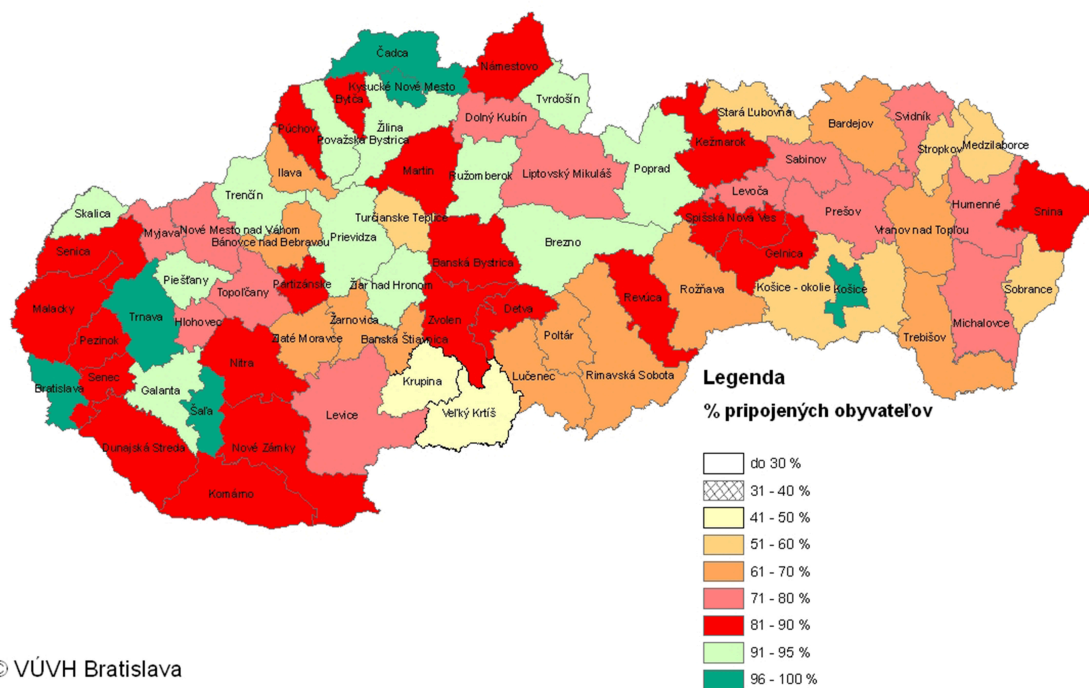 Čadca
Námestovo
Kysucké Nové Mesto
Bytča
Tvrdošín
Stará Ľubovňa
Bardejov
Svidník
Dolný Kubín
Púchov
Žilina
Považská Bystrica
Kežmarok
Stropkov
Medzilaborce
Sabinov
Ilava
Martin
Ružomberok
Liptovský Mikuláš
Poprad
Levoča
Trenčín
Humenné
Snina
Skalica
Turčianske Teplice
Spišská Nová Ves
Prešov
Nové Mesto nad Váhom
Myjava
Vranov nad Topľou
Prievidza
Bánovce nad Bebravou
Brezno
Senica
Gelnica
Banská Bystrica
Piešťany
Partizánske
Žiar nad Hronom
Košice - okolie
Košice
Sobrance
Rožňava
Topoľčany
Revúca
Malacky
Trnava
Detva
Hlohovec
Žarnovica
Zvolen
Michalovce
Pezinok
Poltár
Zlaté Moravce
Banská Štiavnica
Trebišov
Nitra
Rimavská Sobota
Lučenec
Senec
Krupina
Bratislava
Galanta
Šaľa
Levice
Veľký Krtíš
Dunajská Streda
Nové Zámky
Komárno
Legenda
% pripojených obyvateľov
do 30 %
31 - 40 %
41 - 50 %
51 - 60 %
61 - 70 %
71 - 80 %
81 - 90 %
91 - 95 %
96 - 100 %
© VÚVH Bratislava